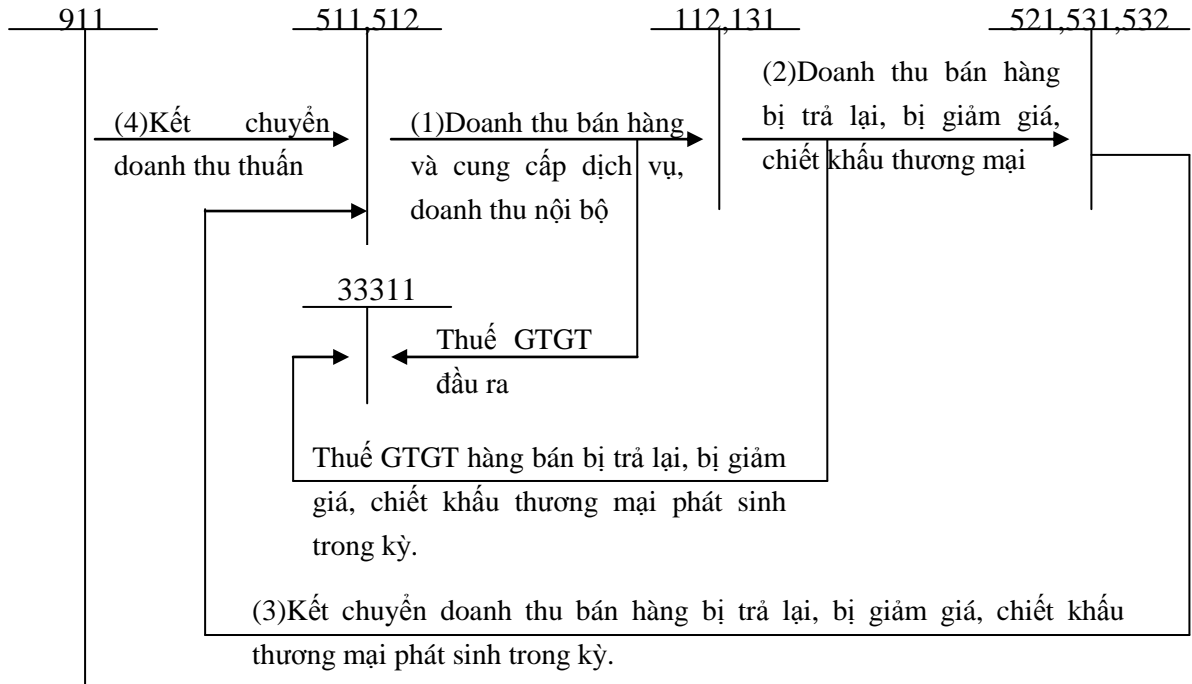 911
511,512
112,131
521,531,532
(4)Kết chuyển
doanh thu thuấn
(1)Doanh thu bán hàng
và cung cấp dịch vụ,
doanh thu nội bộ
(2)Doanh thu bán hàng
bị trả lại, bị giảm giá,
chiết khấu thương mại
33311
Thuế GTGT
đầu ra
Thuế GTGT hàng bán bị trả lại, bị giảm
giá, chiết khấu thương mại phát sinh
trong kỳ.
(3)Kết chuyển doanh thu bán hàng bị trả lại, bị giảm giá, chiết khấu
thương mại phát sinh trong kỳ.